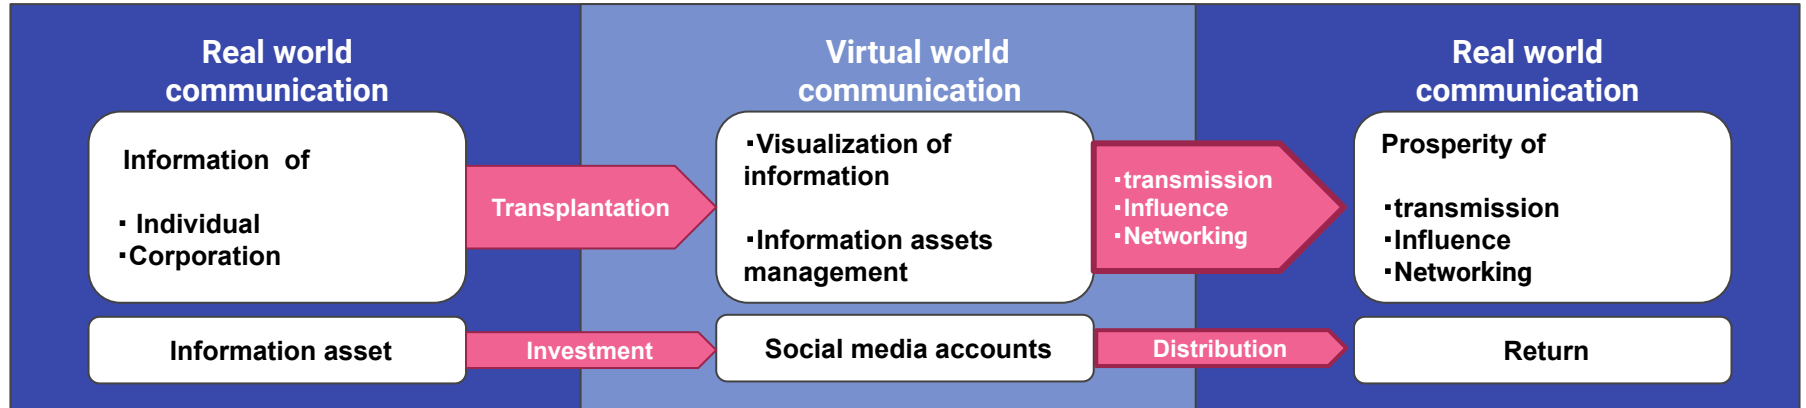 Real world
communication
Information of
・Individual
・Corporation
Information asset
Transplantation
Investment
Virtual world
communication
・Visualization of
information
・Information assets
management
Social media accounts
・transmission
・Influence
・Networking
Distribution
Real world
communication
Prosperity of
・transmission
・Influence
・Networking
Return